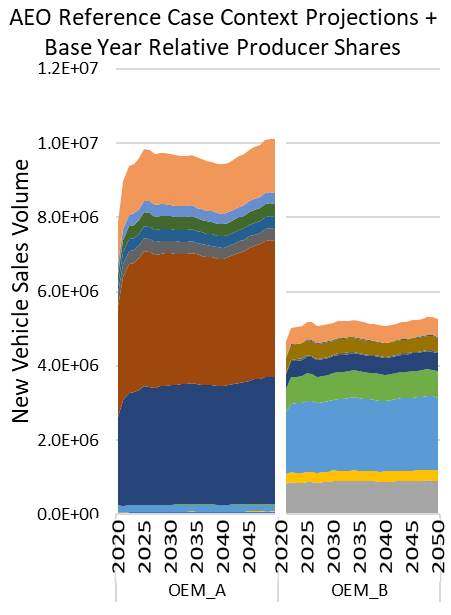 AEO Reference Case Context Projections +
Base Year Relative Producer Shares
New Vehicle Sales Volume
1.2E+07
1.0E+07
8.0E+06
6.0E+06
4.0E+06
2.0E+06
0.0E+00
2020 2025 2030 2035 2040 2045 2020 2025 2030 2035 2040 2045 2050
OEM_A OEM_B